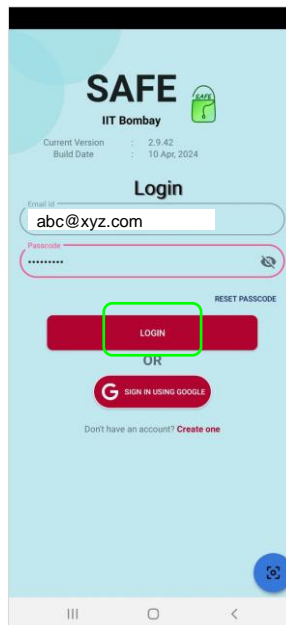 SAFE
SAFE
IIT Bombay
Current Version : 2.9.42
Build Date : 10 Apr, 2024
Login
Email id
abc@xyz.com
Passcode
•••••••••
RESET PASSCODE
LOGIN
OR
G SIGN IN USING GOOGLE
Don't have an account? Create one